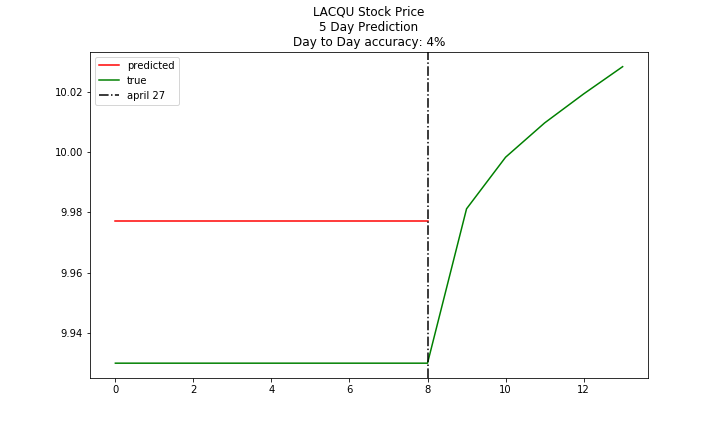 LACQU Stock Price
5 Day Prediction
Day to Day accuracy: 4%
predicted
true
april 27
10.02
10.00
9.98
9.96
9.94
0 2 4 6 8 10 12